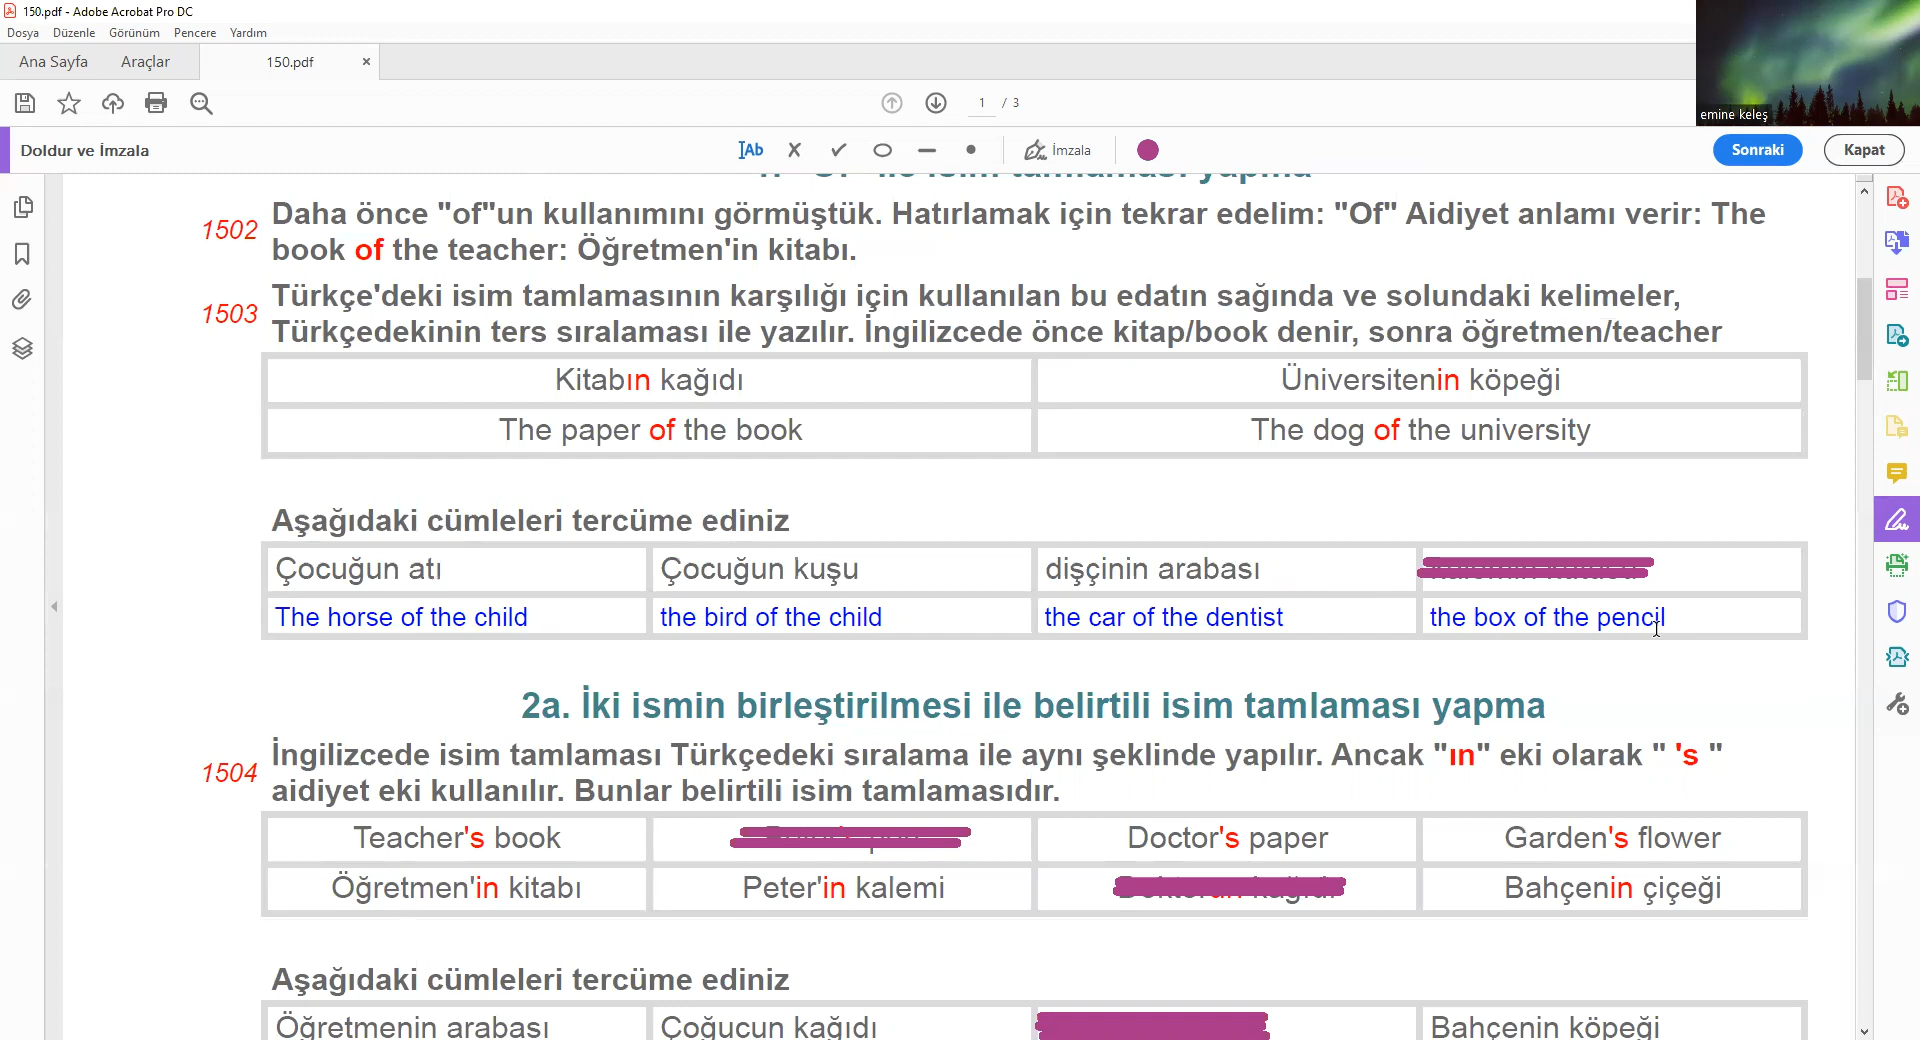 150.pdf - Adobe Acrobat Pro DC
Dosya Düzenle Görünüm Pencere Yardım
Ana Sayfa Araçlar 150.pdf ×
1 / 3
emine keleş
Doldur ve İmzala
Ab İmzala
Sonraki Kapat
1502 Daha önce "of"un kullanımını görmüştük. Hatırlamak için tekrar edelim: "Of" Aidiyet anlamı verir: The
book of the teacher: Öğretmen'in kitabı.
1503 Türkçe'deki isim tamlamasının karşılığı için kullanılan bu edatın sağında ve solundaki kelimeler,
Türkçedekinin ters sıralaması ile yazılır. İngilizcede önce kitap/book denir, sonra öğretmen/teacher
Kitabın kağıdı Üniversitenin köpeği
The paper of the book The dog of the university
Aşağıdaki cümleleri tercüme ediniz
Çocuğun atı Çocuğun kuşu dişçinin arabası
The horse of the child the bird of the child the car of the dentist the box of the pencil
2a. İki ismin birleştirilmesi ile belirtili isim tamlaması yapma
1504 İngilizcede isim tamlaması Türkçedeki sıralama ile aynı şeklinde yapılır. Ancak "ın" eki olarak " 's "
aidiyet eki kullanılır. Bunlar belirtili isim tamlamasıdır.
Teacher's book Doctor's paper Garden's flower
Öğretmen'in kitabı Peter'in kalemi Bahçenin çiçeği
Aşağıdaki cümleleri tercüme ediniz
Öğretmenin arabası Çoğucun kağıdı Bahçenin köpeği